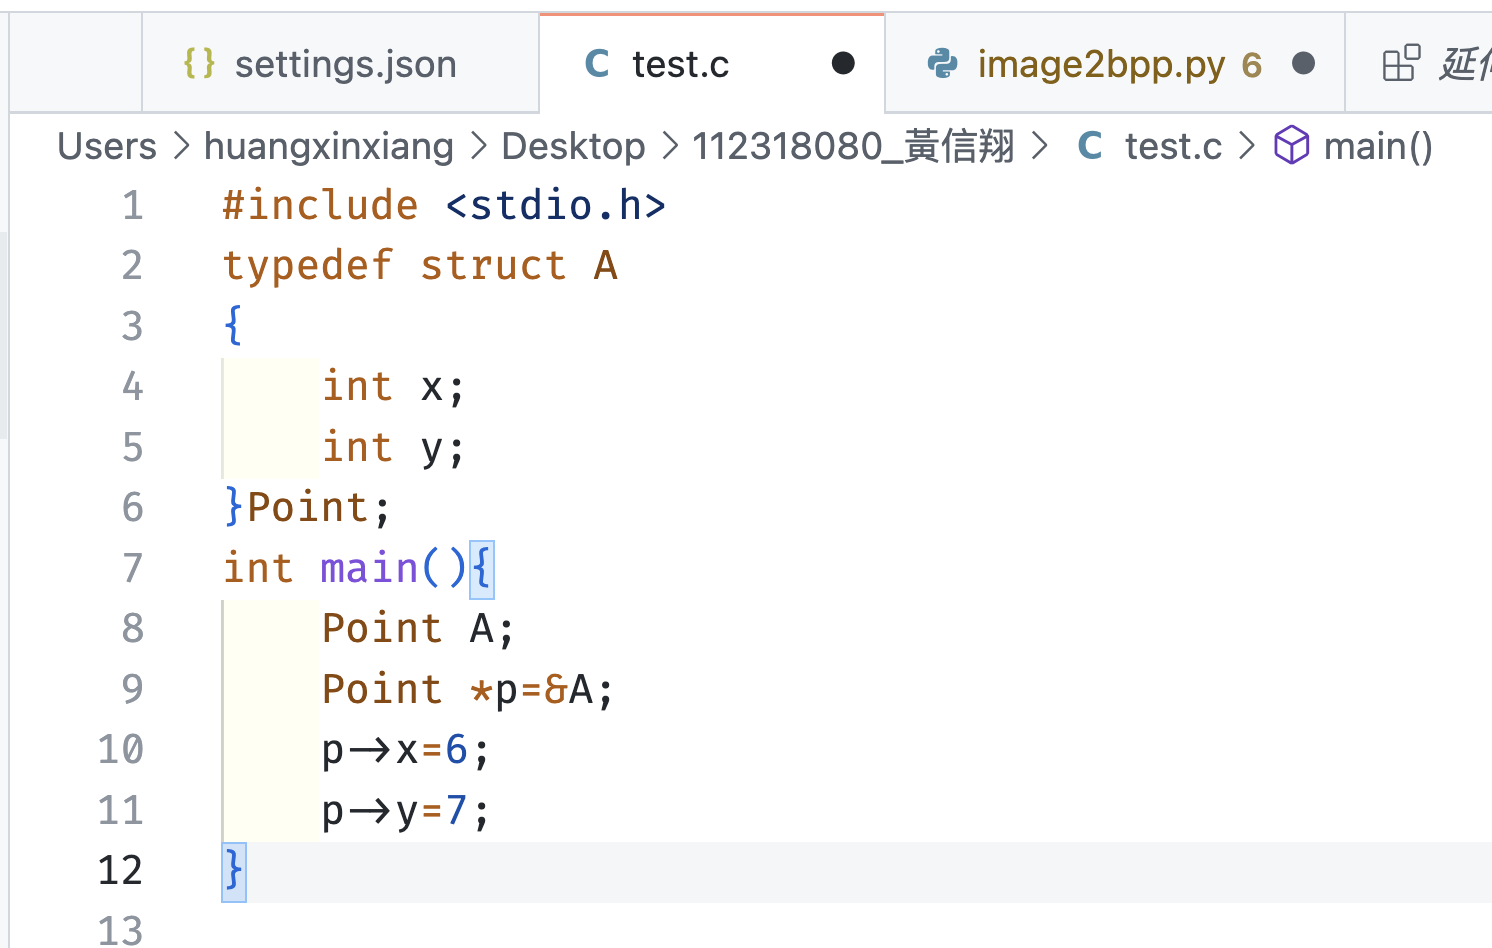 {} settings.json
C test.c
image2bpp.py 6
延伸
Users > huangxinxiang > Desktop > 112318080_黃信翔 > C test.c > main()
1 #include <stdio.h>
2 typedef struct A
3 {
4 int x;
5 int y;
6 }Point;
7 int main(){
8 Point A;
9 Point *p=&A;
10 p->x=6;
11 p->y=7;
12 }
13